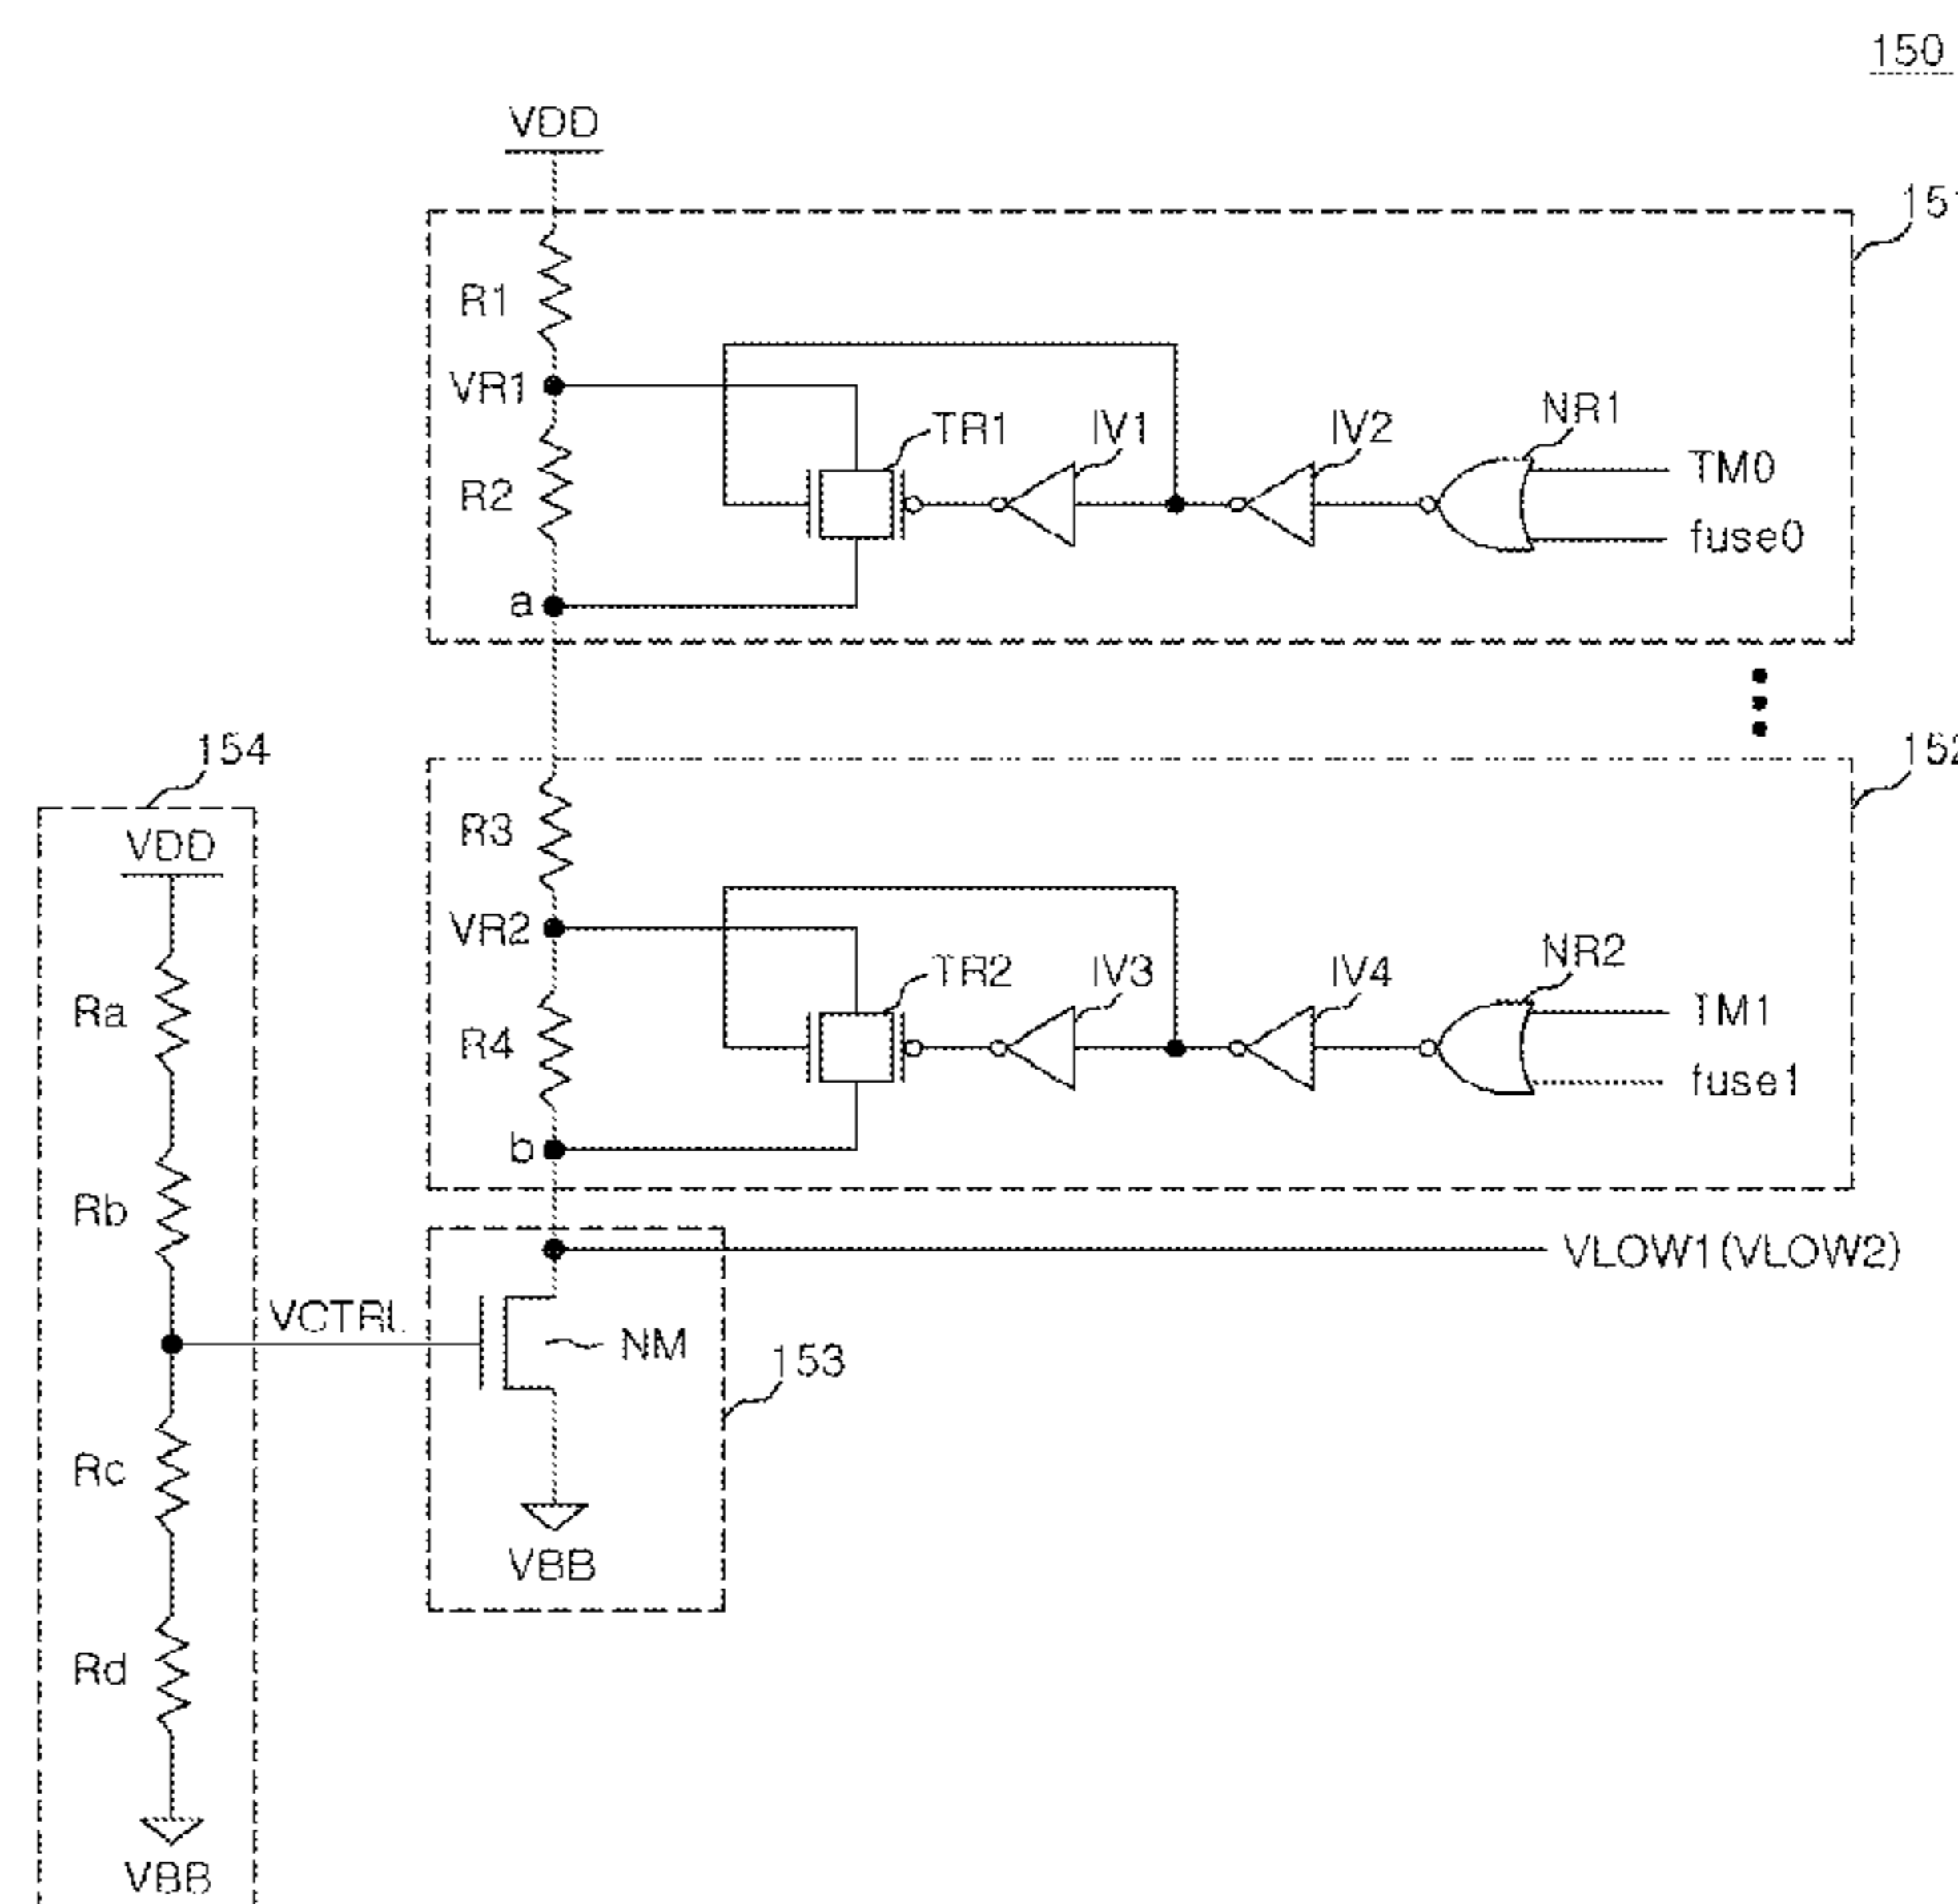 150
VDD
151
R1
VR1
TR1
IV1
IV2
NR1
TM0
fuse0
R2
a
154
152
VDD
R3
VR2
TR2
IV3
IV4
NR2
TM1
fuse1
Ra
R4
b
Rb
VLOW1(VLOW2)
VCTRL
NM
153
Rc
VBB
Rd
VBB